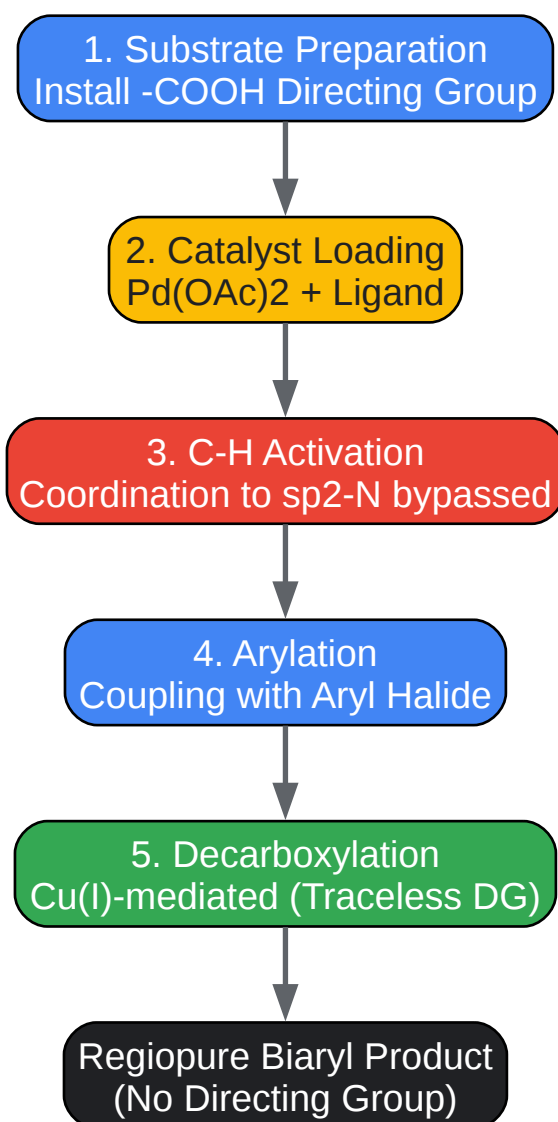 1. Substrate Preparation
Install -COOH Directing Group
2. Catalyst Loading
Pd(OAc)2 + Ligand
3. C-H Activation
Coordination to sp2-N bypassed
4. Arylation
Coupling with Aryl Halide
5. Decarboxylation
Cu(I)-mediated (Traceless DG)
Regiopure Biaryl Product
(No Directing Group)